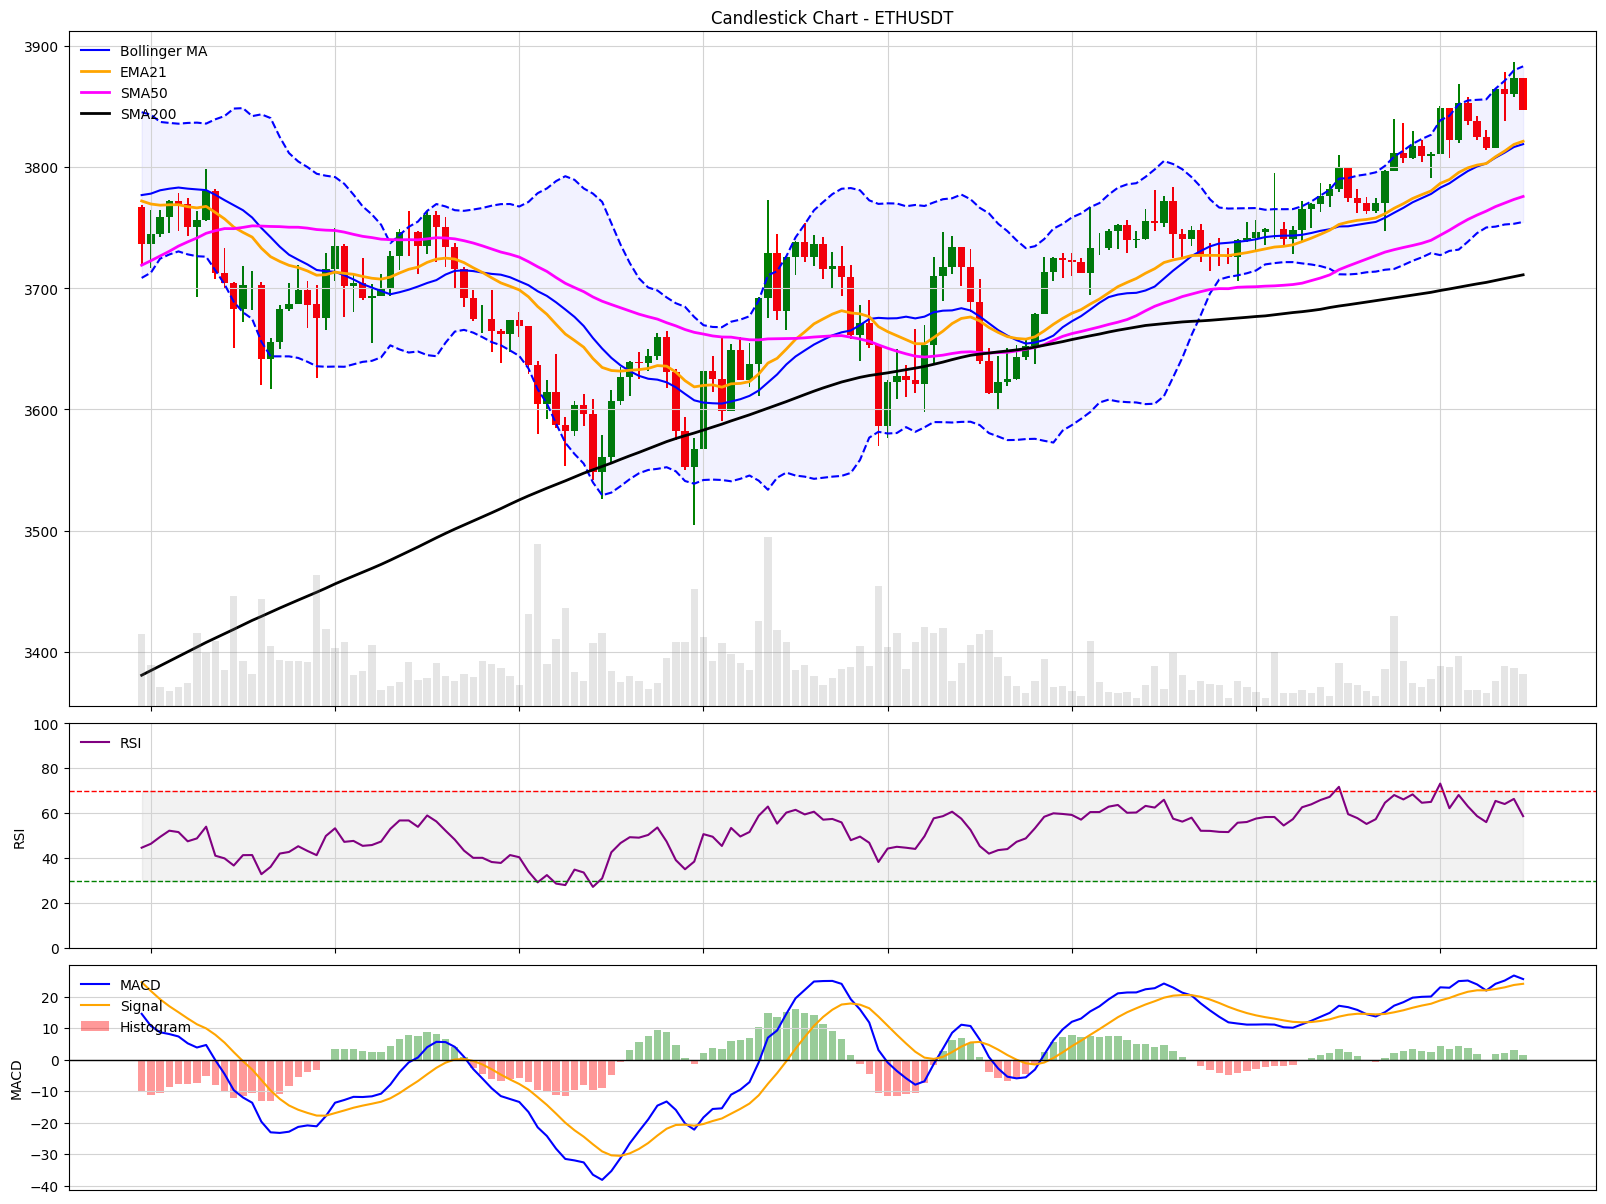 Candlestick Chart - ETHUSDT
3900
3800
3700
3600
3500
3400
Bollinger MA
EMA21
SMA50
SMA200
100
80
60
40
20
0
RSI
RSI
20
10
0
−10
−20
−30
−40
MACD
MACD
Signal
Histogram